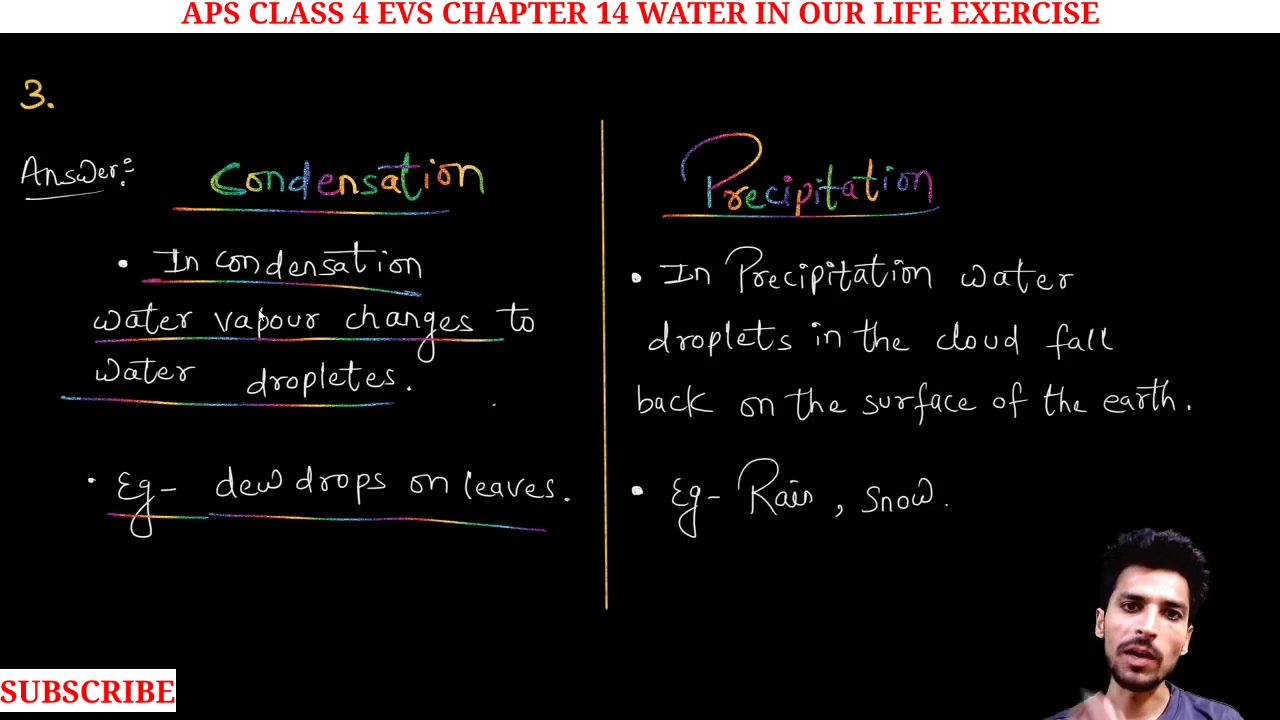 APS CLASS 4 EVS CHAPTER 14 WATER IN OUR LIFE EXERCISE
3.
Answer:-
Condensation
• In condensation
water vapour changes to
water dropletes.
• Eg- dew drops on leaves.
Precipitation
• In Precipitation water
droplets in the cloud fall
back on the surface of the earth.
• Eg- Rain, Snow.
SUBSCRIBE